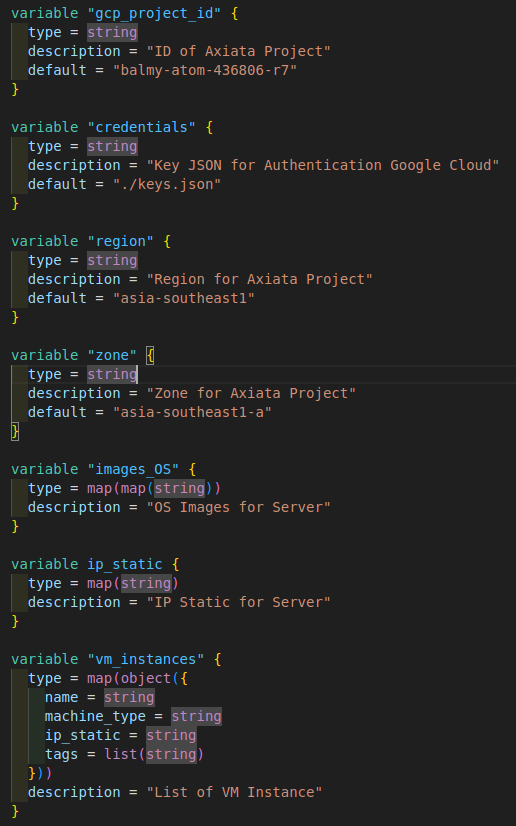 variable "gcp_project_id" {
  type = string
  description = "ID of Axiata Project"
  default = "balmy-atom-436806-r7"
}
variable "credentials" {
  type = string
  description = "Key JSON for Authentication Google Cloud"
  default = "./keys.json"
}
variable "region" {
  type = string
  description = "Region for Axiata Project"
  default = "asia-southeast1"
}
variable "zone" {
  type = string
  description = "Zone for Axiata Project"
  default = "asia-southeast1-a"
}
variable "images_OS" {
  type = map(map(string))
  description = "OS Images for Server"
}
variable ip_static {
  type = map(string)
  description = "IP Static for Server"
}
variable "vm_instances" {
  type = map(object({
    name = string
    machine_type = string
    ip_static = string
    tags = list(string)
  }))
  description = "List of VM Instance"
}